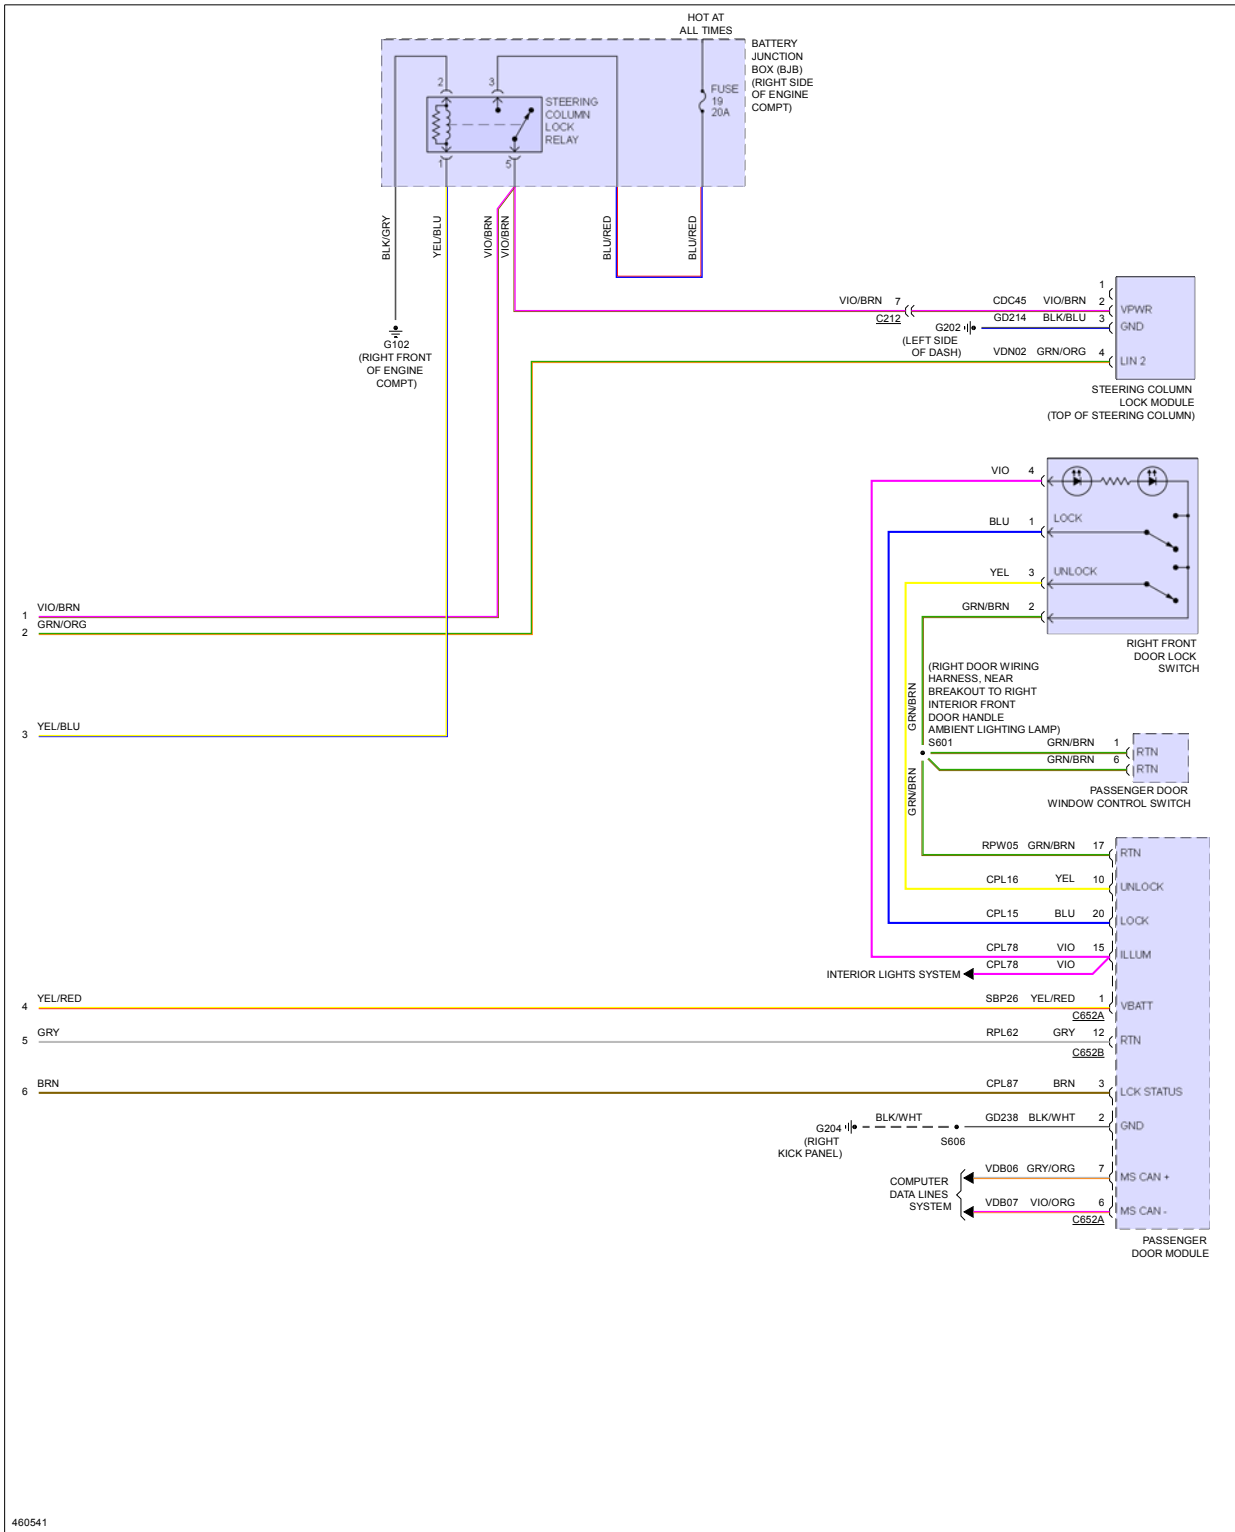 HOT AT
ALL TIMES
BATTERY
JUNCTION
BOX (BJB)
(RIGHT SIDE
OF ENGINE
COMPT)
FUSE
19
20A
2
3
STEERING
COLUMN
LOCK
RELAY
1
5
BLK/GRY
YEL/BLU
VIO/BRN
VIO/BRN
BLU/RED
BLU/RED
G102
(RIGHT FRONT
OF ENGINE
COMPT)
1
VIO/BRN 7 CDC45 VIO/BRN 2 VPWR
C212
GD214 BLK/BLU 3 GND
G202
(LEFT SIDE
OF DASH)
VDN02 GRN/ORG 4 LIN 2
STEERING COLUMN
LOCK MODULE
(TOP OF STEERING COLUMN)
VIO 4
BLU 1 LOCK
YEL 3 UNLOCK
GRN/BRN 2
RIGHT FRONT
DOOR LOCK
SWITCH
1 VIO/BRN
2 GRN/ORG
3 YEL/BLU
GRN/BRN
(RIGHT DOOR WIRING
HARNESS, NEAR
BREAKOUT TO RIGHT
INTERIOR FRONT
DOOR HANDLE
AMBIENT LIGHTING LAMP)
S601
GRN/BRN 1 RTN
GRN/BRN 6 RTN
PASSENGER DOOR
WINDOW CONTROL SWITCH
GRN/BRN
RPW05 GRN/BRN 17 RTN
CPL16 YEL 10 UNLOCK
CPL15 BLU 20 LOCK
CPL78 VIO 15 ILLUM
INTERIOR LIGHTS SYSTEM CPL78 VIO
4 YEL/RED SBP26 YEL/RED 1 VBATT
C652A
5 GRY RPL62 GRY 12 RTN
C652B
6 BRN CPL87 BRN 3 LCK STATUS
G204 BLK/WHT GD238 BLK/WHT 2 GND
(RIGHT
KICK PANEL)
S606
COMPUTER
DATA LINES
SYSTEM
VDB06 GRY/ORG 7 MS CAN +
VDB07 VIO/ORG 6 MS CAN -
C652A
PASSENGER
DOOR MODULE
460541